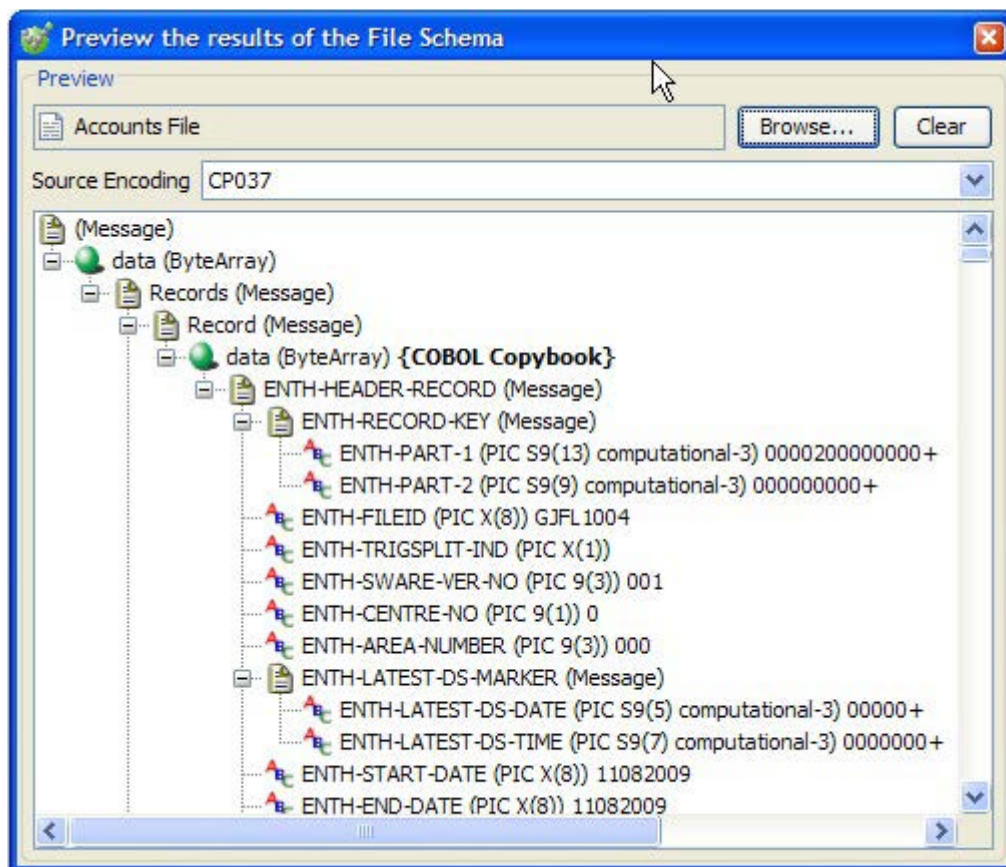 Preview the results of the File Schema
Preview
Accounts File
Browse...
Clear
Source Encoding CP037
(Message)
data (ByteArray)
Records (Message)
Record (Message)
data (ByteArray) {COBOL Copybook}
ENTH-HEADER-RECORD (Message)
ENTH-RECORD-KEY (Message)
ENTH-PART-1 (PIC S9(13) computational-3) 0000200000000+
ENTH-PART-2 (PIC S9(9) computational-3) 000000000+
ENTH-FILEID (PIC X(8)) GJFL1004
ENTH-TRIGSPLIT-IND (PIC X(1))
ENTH-SWARE-VER-NO (PIC 9(3)) 001
ENTH-CENTRE-NO (PIC 9(1)) 0
ENTH-AREA-NUMBER (PIC 9(3)) 000
ENTH-LATEST-DS-MARKER (Message)
ENTH-LATEST-DS-DATE (PIC S9(5) computational-3) 00000+
ENTH-LATEST-DS-TIME (PIC S9(7) computational-3) 0000000+
ENTH-START-DATE (PIC X(8)) 11082009
ENTH-END-DATE (PIC X(8)) 11082009